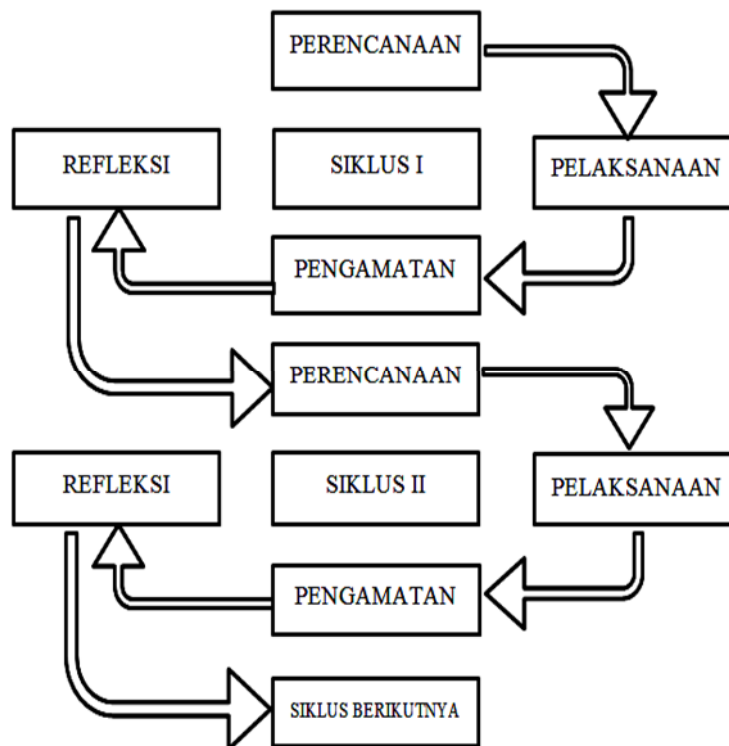 PERENCANAAN
REFLEKSI
SIKLUS I
PELAKSANAAN
PENGAMATAN
PERENCANAAN
REFLEKSI
SIKLUS II
PELAKSANAAN
PENGAMATAN
SIKLUS BERIKUTNYA